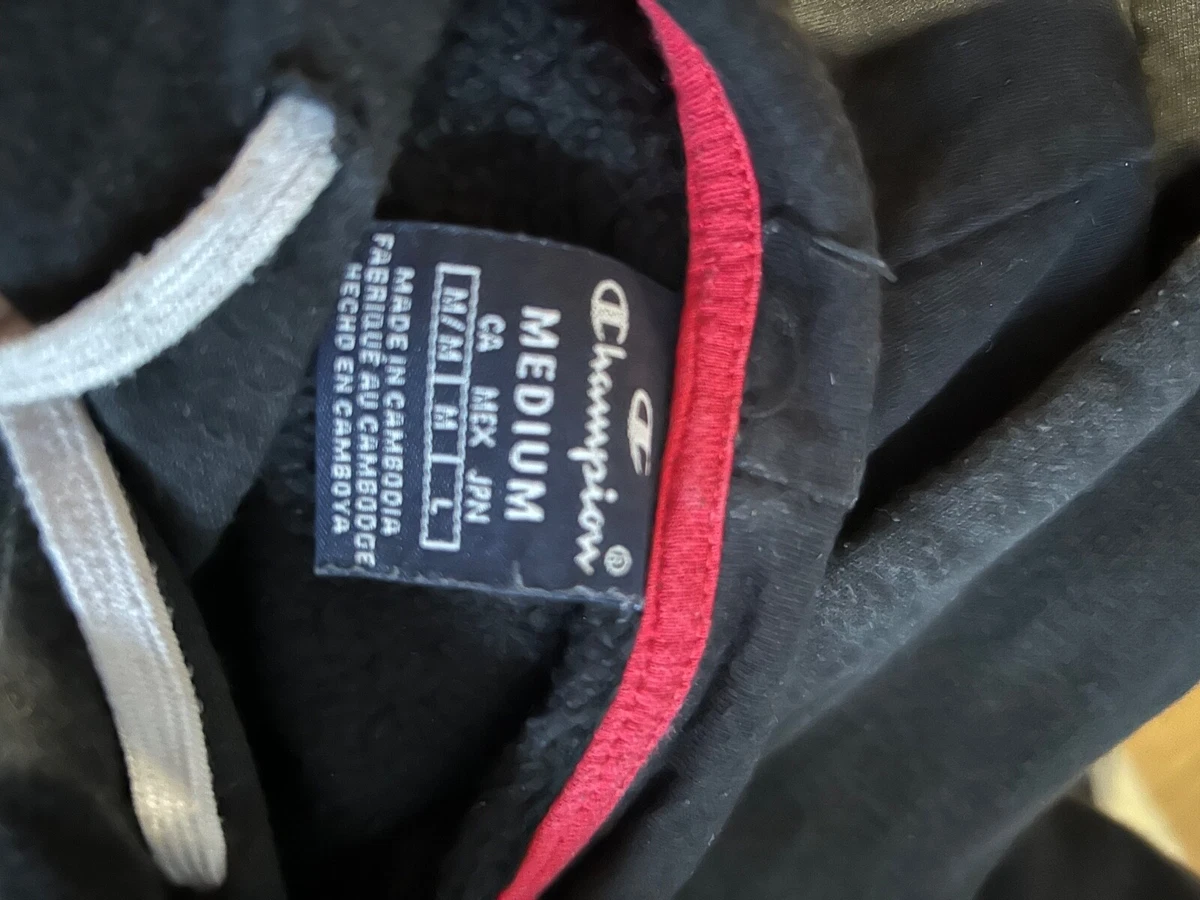 Champion®
MEDIUM
CA MEX JPN
M/M M L
MADE IN CAMBODIA
FABRIQUÉ AU CAMBODGE
HECHO EN CAMBOYA